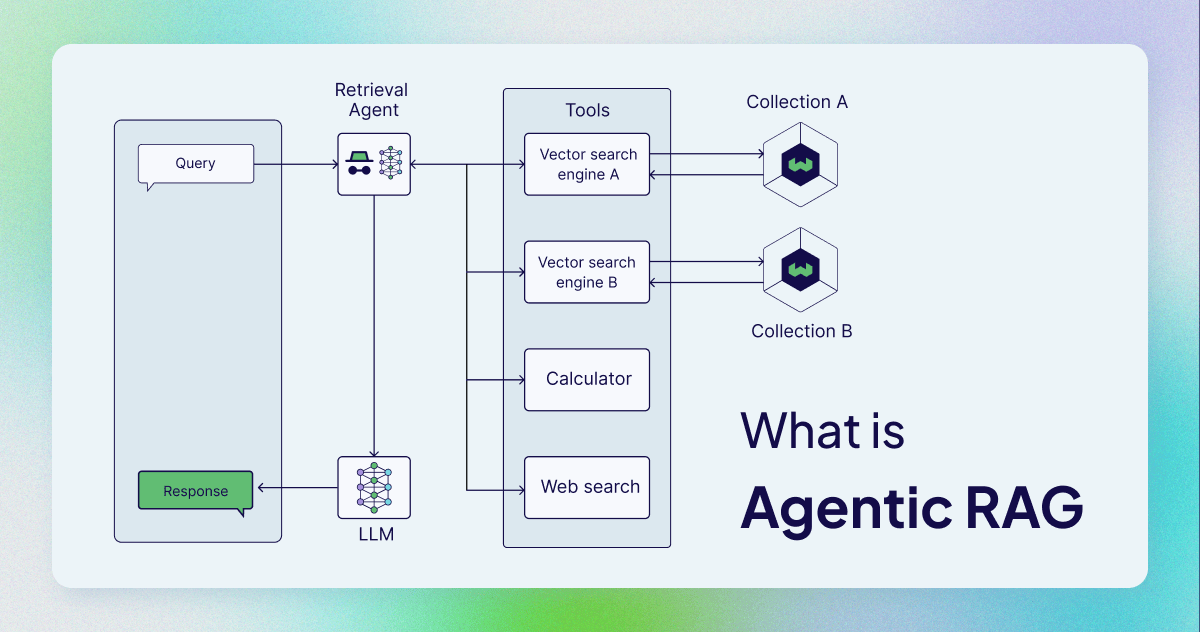 Retrieval
Agent
Query
Tools
Vector search
engine A
Collection A
Vector search
engine B
Collection B
Calculator
Web search
Response
LLM
What is
Agentic RAG